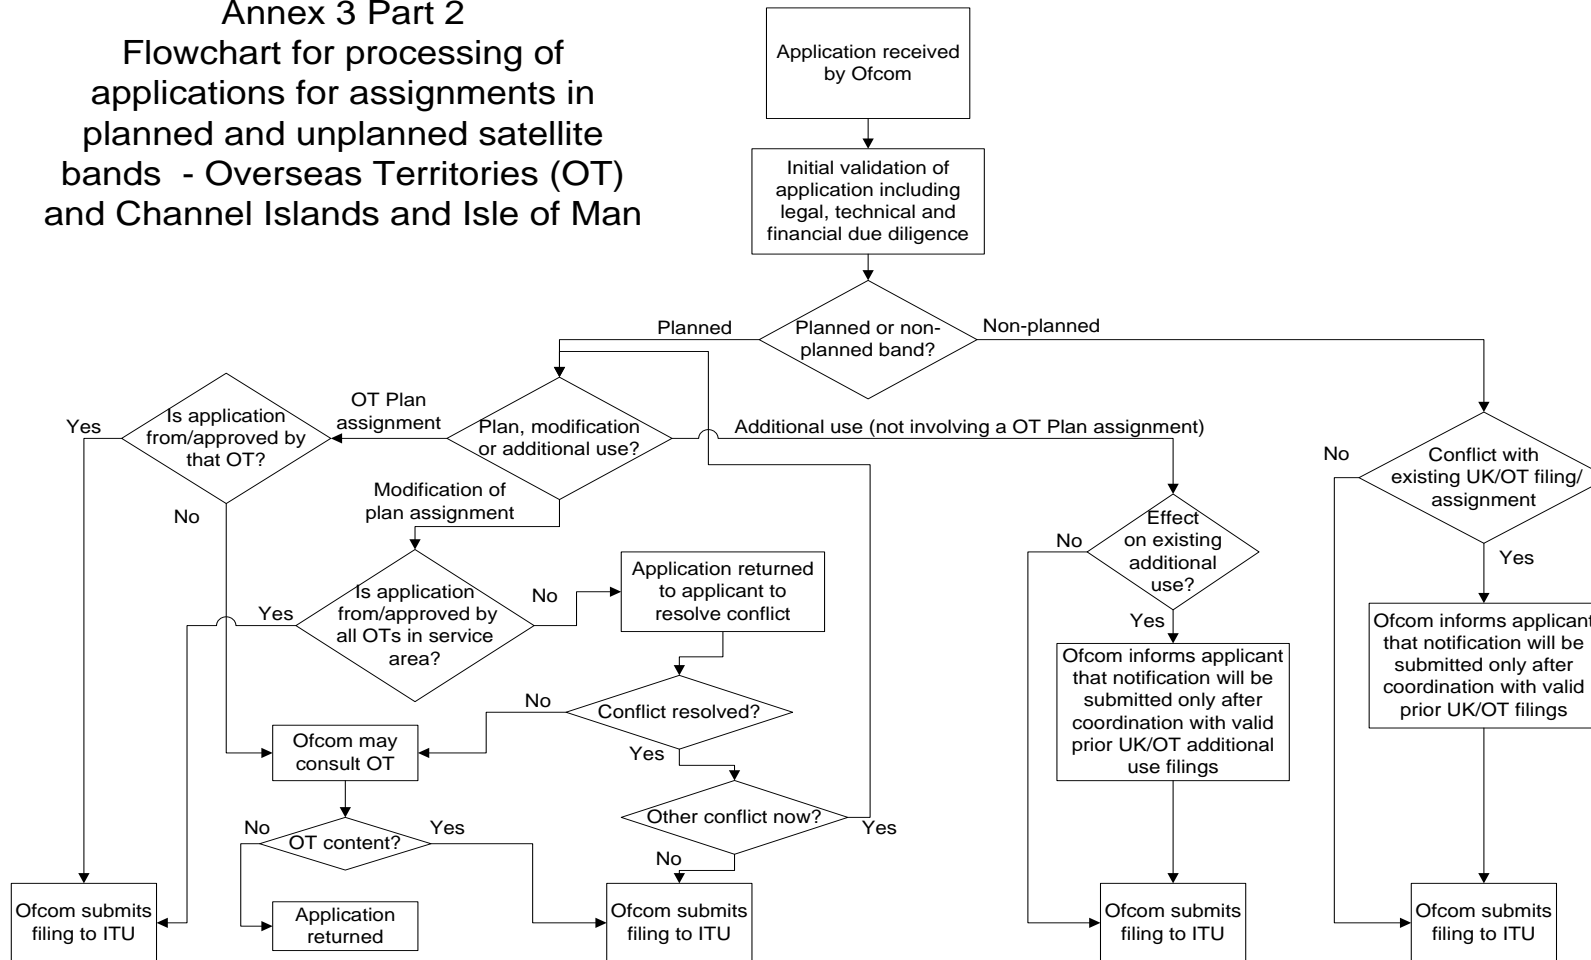 Annex 3 Part 2
Flowchart for processing of
applications for assignments in
planned and unplanned satellite
bands - Overseas Territories (OT)
and Channel Islands and Isle of Man
Application received
by Ofcom
Initial validation of
application including
legal, technical and
financial due diligence
Planned
Planned or non-
planned band?
Non-planned
Yes
Is application
from/approved by
that OT?
No
OT Plan
assignment
Plan, modification
or additional use?
Additional use (not involving a OT Plan assignment)
Modification of
plan assignment
No
Conflict with
existing UK/OT filing/
assignment
Yes
No
Effect
on existing
additional
use?
Yes
Yes
Is application
from/approved by
all OTs in service
area?
No
Application returned
to applicant to
resolve conflict
Ofcom informs applicant
that notification will be
submitted only after
coordination with valid
prior UK/OT additional
use filings
Ofcom informs applicant
that notification will be
submitted only after
coordination with valid
prior UK/OT filings
No
Conflict resolved?
Yes
Ofcom may
consult OT
Other conflict now?
Yes
No
No
OT content?
Yes
Ofcom submits
filing to ITU
Application
returned
Ofcom submits
filing to ITU
Ofcom submits
filing to ITU
Ofcom submits
filing to ITU